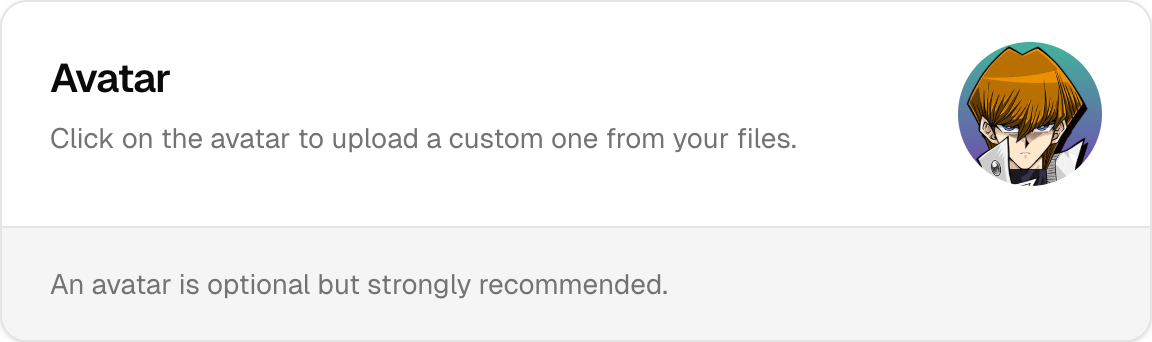 Avatar
Click on the avatar to upload a custom one from your files.
An avatar is optional but strongly recommended.